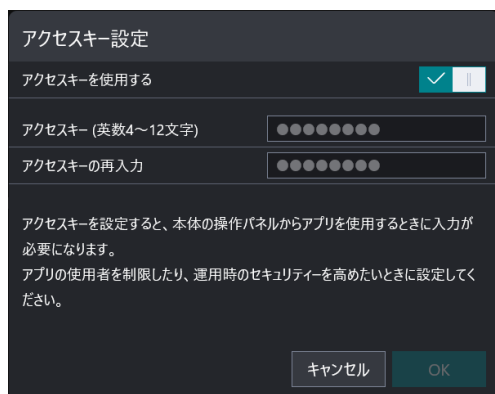 アクセスキー設定
アクセスキーを使用する
アクセスキー (英数4～12文字)
●●●●●●●●
アクセスキーの再入力
●●●●●●●●
アクセスキーを設定すると、本体の操作パネルからアプリを使用するときに入力が
必要になります。
アプリの使用者を制限したり、運用時のセキュリティーを高めたいときに設定してく
ださい。
キャンセル
OK